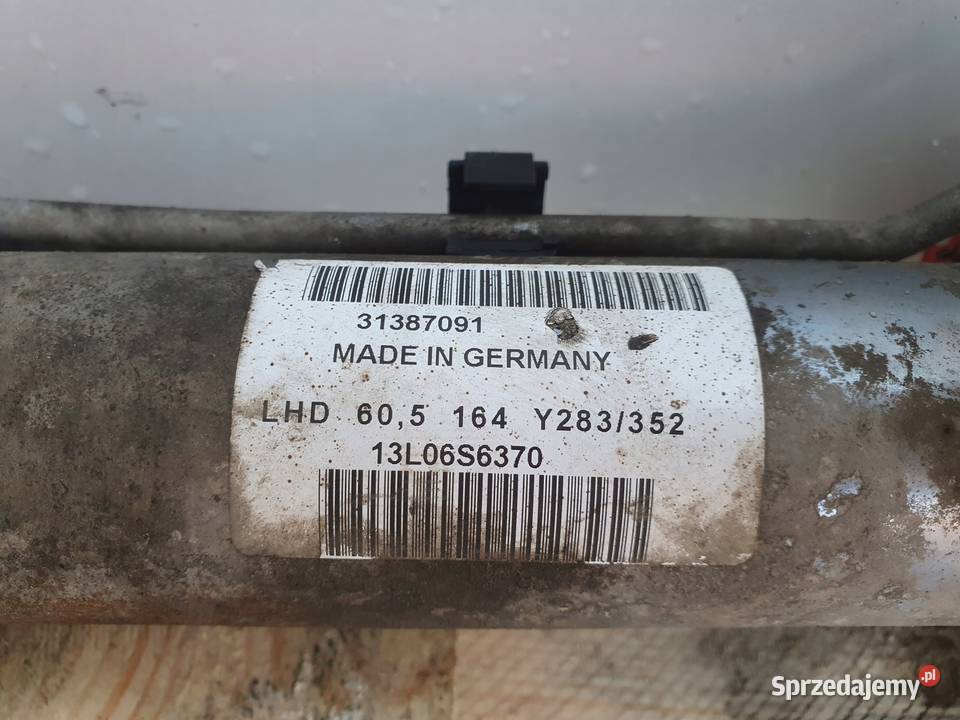 31387091
MADE IN GERMANY
LHD 60,5 164 Y283/352
13L06S6370
Sprzedajemy.pl